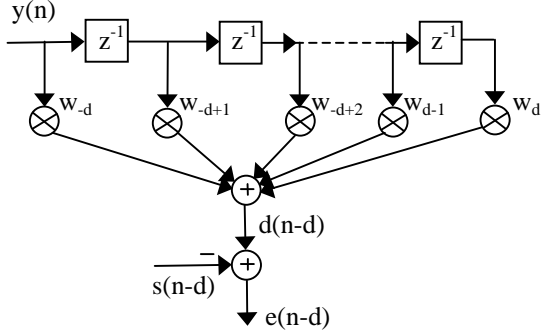 y(n)
z⁻¹ z⁻¹ z⁻¹
w₋d w₋d₊₁ w₋d₊₂ wd₋₁ wd
+
d(n-d)
−
+
s(n-d)
e(n-d)